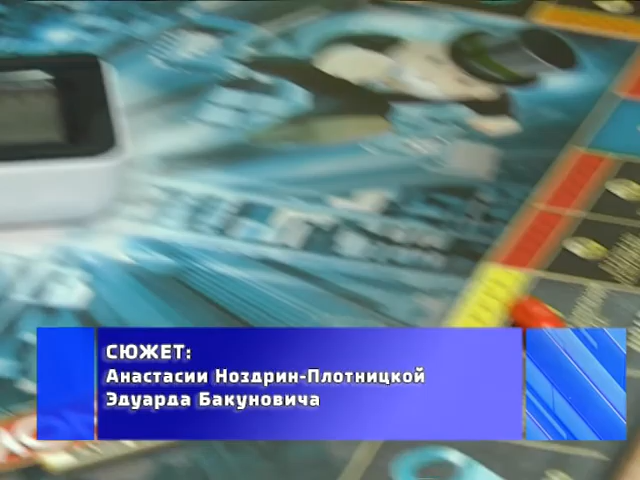 СЮЖЕТ:
Анастасии Ноздрин-Плотницкой
Эдуарда Бакуновича